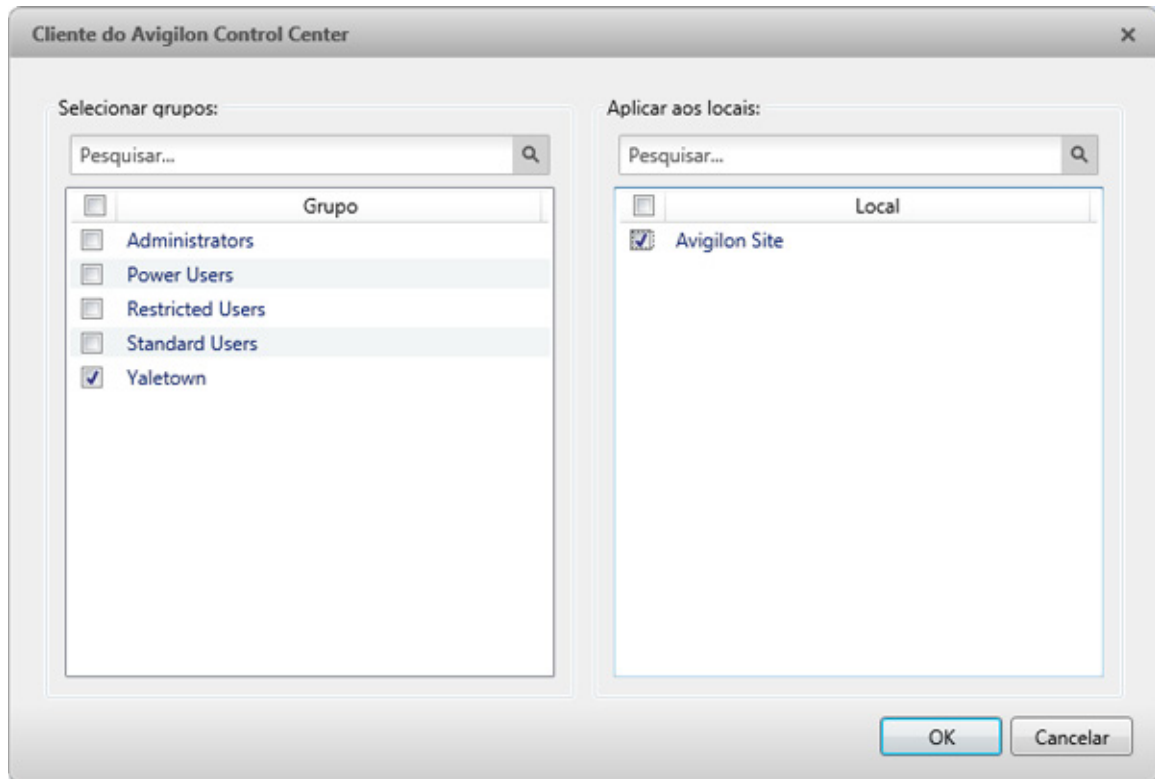 Cliente do Avigilon Control Center
Selecionar grupos:
Pesquisar...
Grupo
Administrators
Power Users
Restricted Users
Standard Users
Yaletown
Aplicar aos locais:
Pesquisar...
Local
Avigilon Site
OK
Cancelar